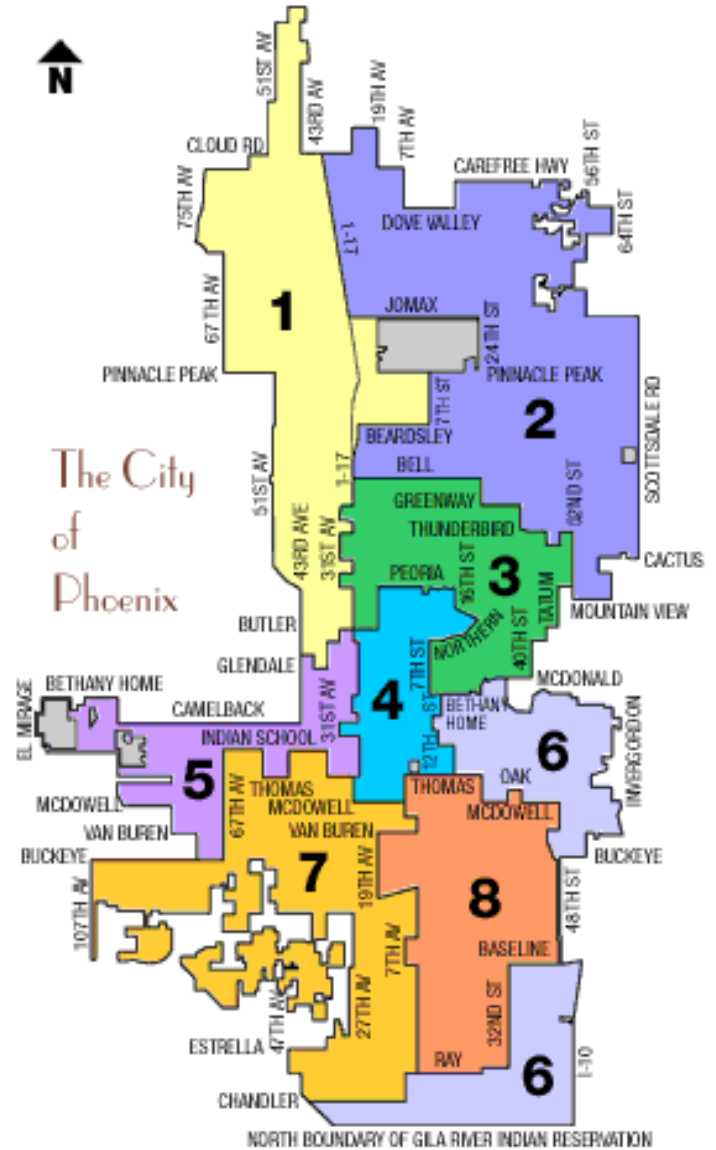 N
51ST AV
43RD AV
19TH AV
7TH AV
CLOUD RD
CAREFREE HWY
56TH ST
64TH ST
75TH AV
DOVE VALLEY
I-17
67 TH AV
1
JOMAX
24TH ST
PINNACLE PEAK
PINNACLE PEAK
7TH ST
2
SCOTTSDALE RD
BEARDSLEY
BELL
The City
of
Phoenix
51ST AV
I-17
43RD AVE
31ST AV
GREENWAY
THUNDERBIRD
52ND ST
PEORIA
16TH ST
3
CACTUS
TATUM
MOUNTAIN VIEW
BUTLER
NORTHERN
40TH ST
7TH ST
GLENDALE
MCDONALD
BETHANY HOME
EL MIRAGE
CAMELBACK
31ST AV
4
BETHANY
HOME
INVERGORDON
INDIAN SCHOOL
12TH ST
6
5
67TH AV
THOMAS
MCDOWELL
VAN BUREN
THOMAS
OAK
MCDOWELL
MCDOWELL
VAN BUREN
BUCKEYE
BUCKEYE
107TH AV
7
19TH AV
8
48TH ST
7TH AV
BASELINE
47TH AV
27TH AV
32ND ST
ESTRELLA
RAY
6
I-10
CHANDLER
NORTH BOUNDARY OF GILA RIVER INDIAN RESERVATION